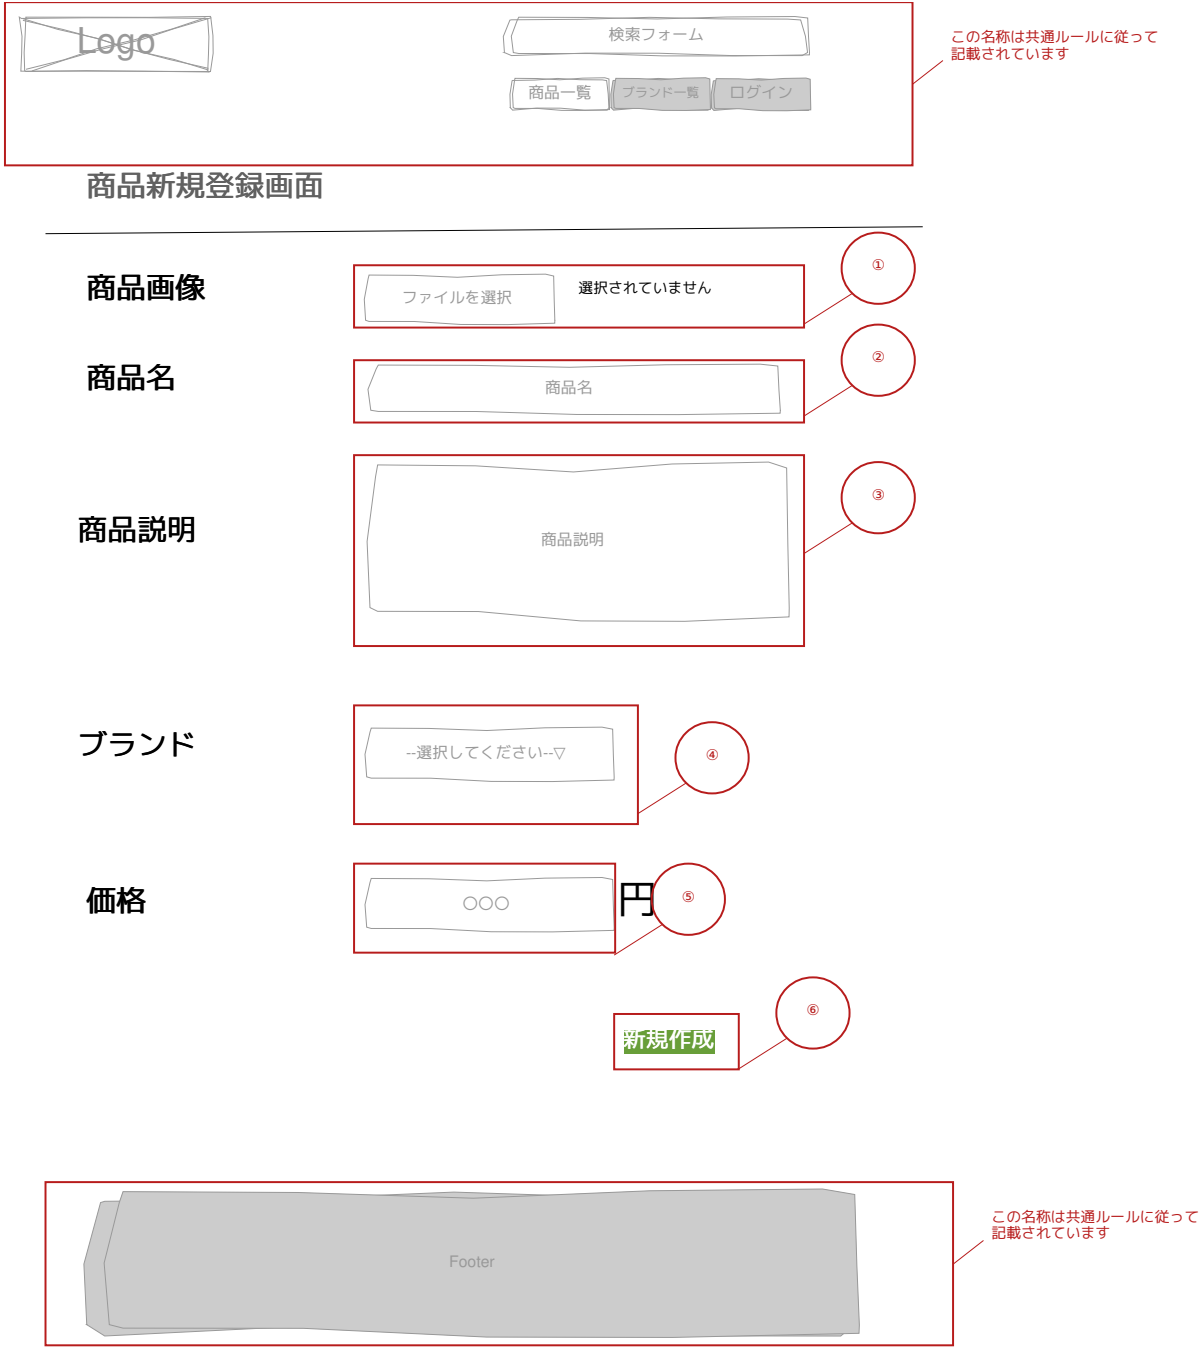 Logo
検索フォーム
商品一覧
ブランド一覧
ログイン
この名称は共通ルールに従って
記載されています
商品新規登録画面
商品画像
ファイルを選択
選択されていません
①
商品名
商品名
②
商品説明
商品説明
③
ブランド
--選択してください--▽
④
価格
〇〇〇
円
⑤
新規作成
⑥
Footer
この名称は共通ルールに従って
記載されています